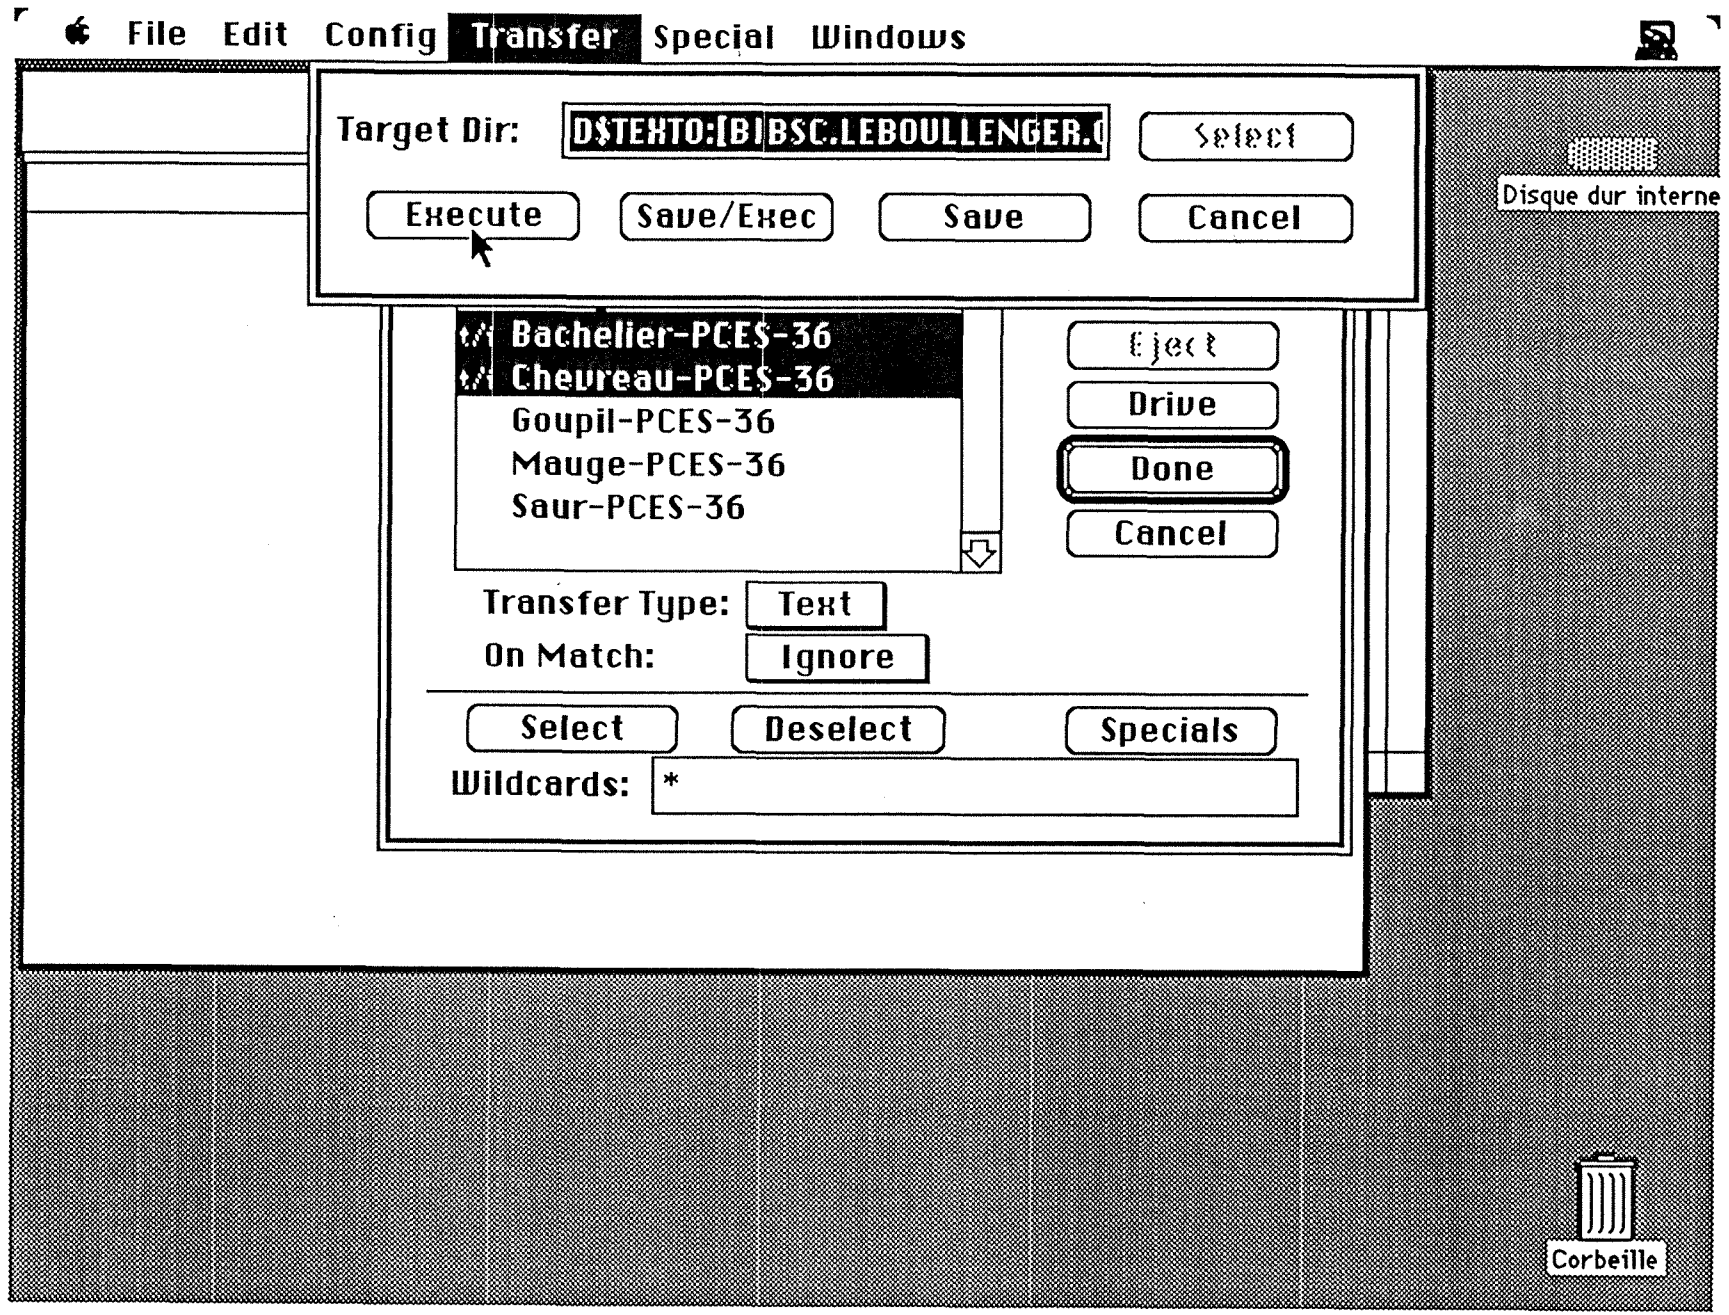 File Edit Config Transfer Special Windows
Target Dir: D$TEXTO:[BIBSC.LEBOULLENGER. Select
Execute Save/Exec Save Cancel
Disque dur interne
Bachelier-PCES-36
Chevreau-PCES-36
Goupil-PCES-36
Mauge-PCES-36
Saur-PCES-36
Eject
Drive
Done
Cancel
Transfer Type: Text
On Match: Ignore
Select Deselect Specials
Wildcards: *
Corbeille